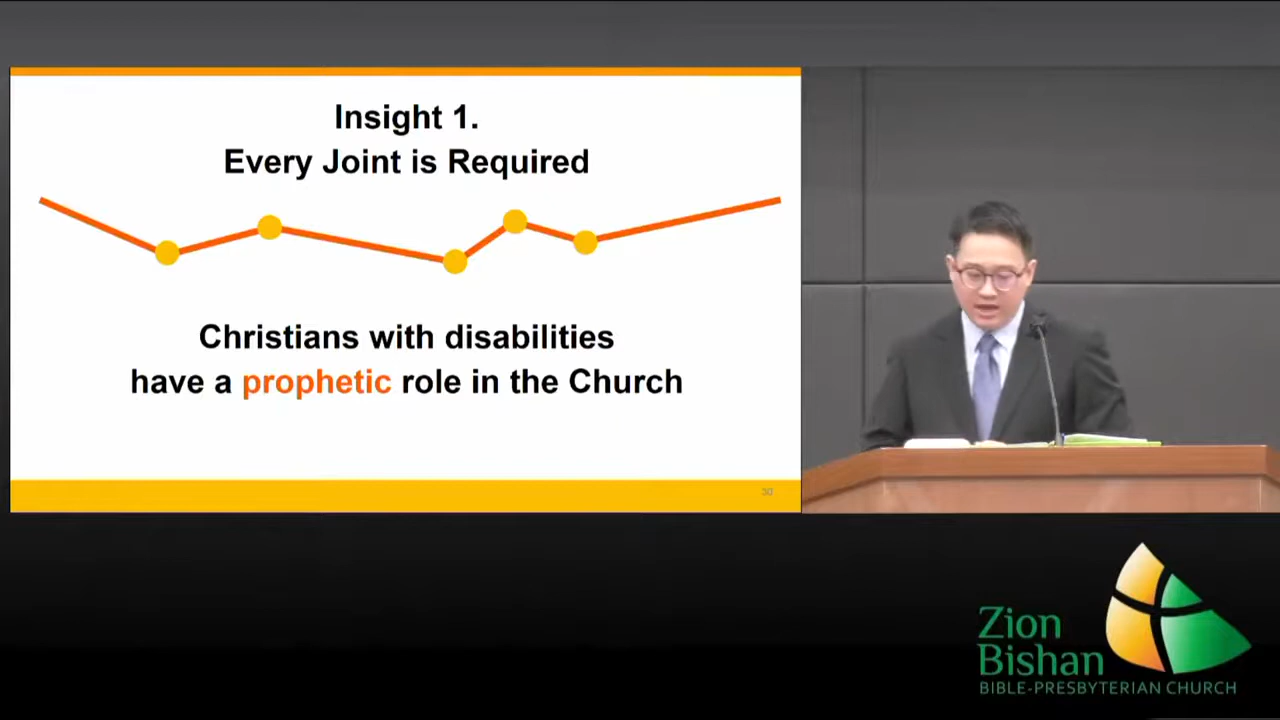 Insight 1.
Every Joint is Required
Christians with disabilities
have a prophetic role in the Church
30
Zion
Bishan
BIBLE-PRESBYTERIAN CHURCH